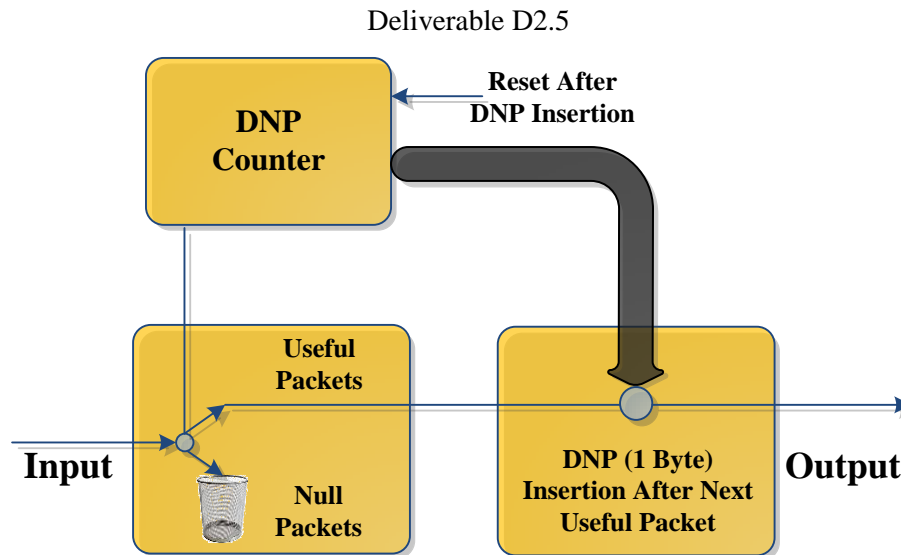 Deliverable D2.5
DNP
Counter
Reset After
DNP Insertion
Useful
Packets
Input
Null
Packets
DNP (1 Byte)
Insertion After Next
Useful Packet
Output